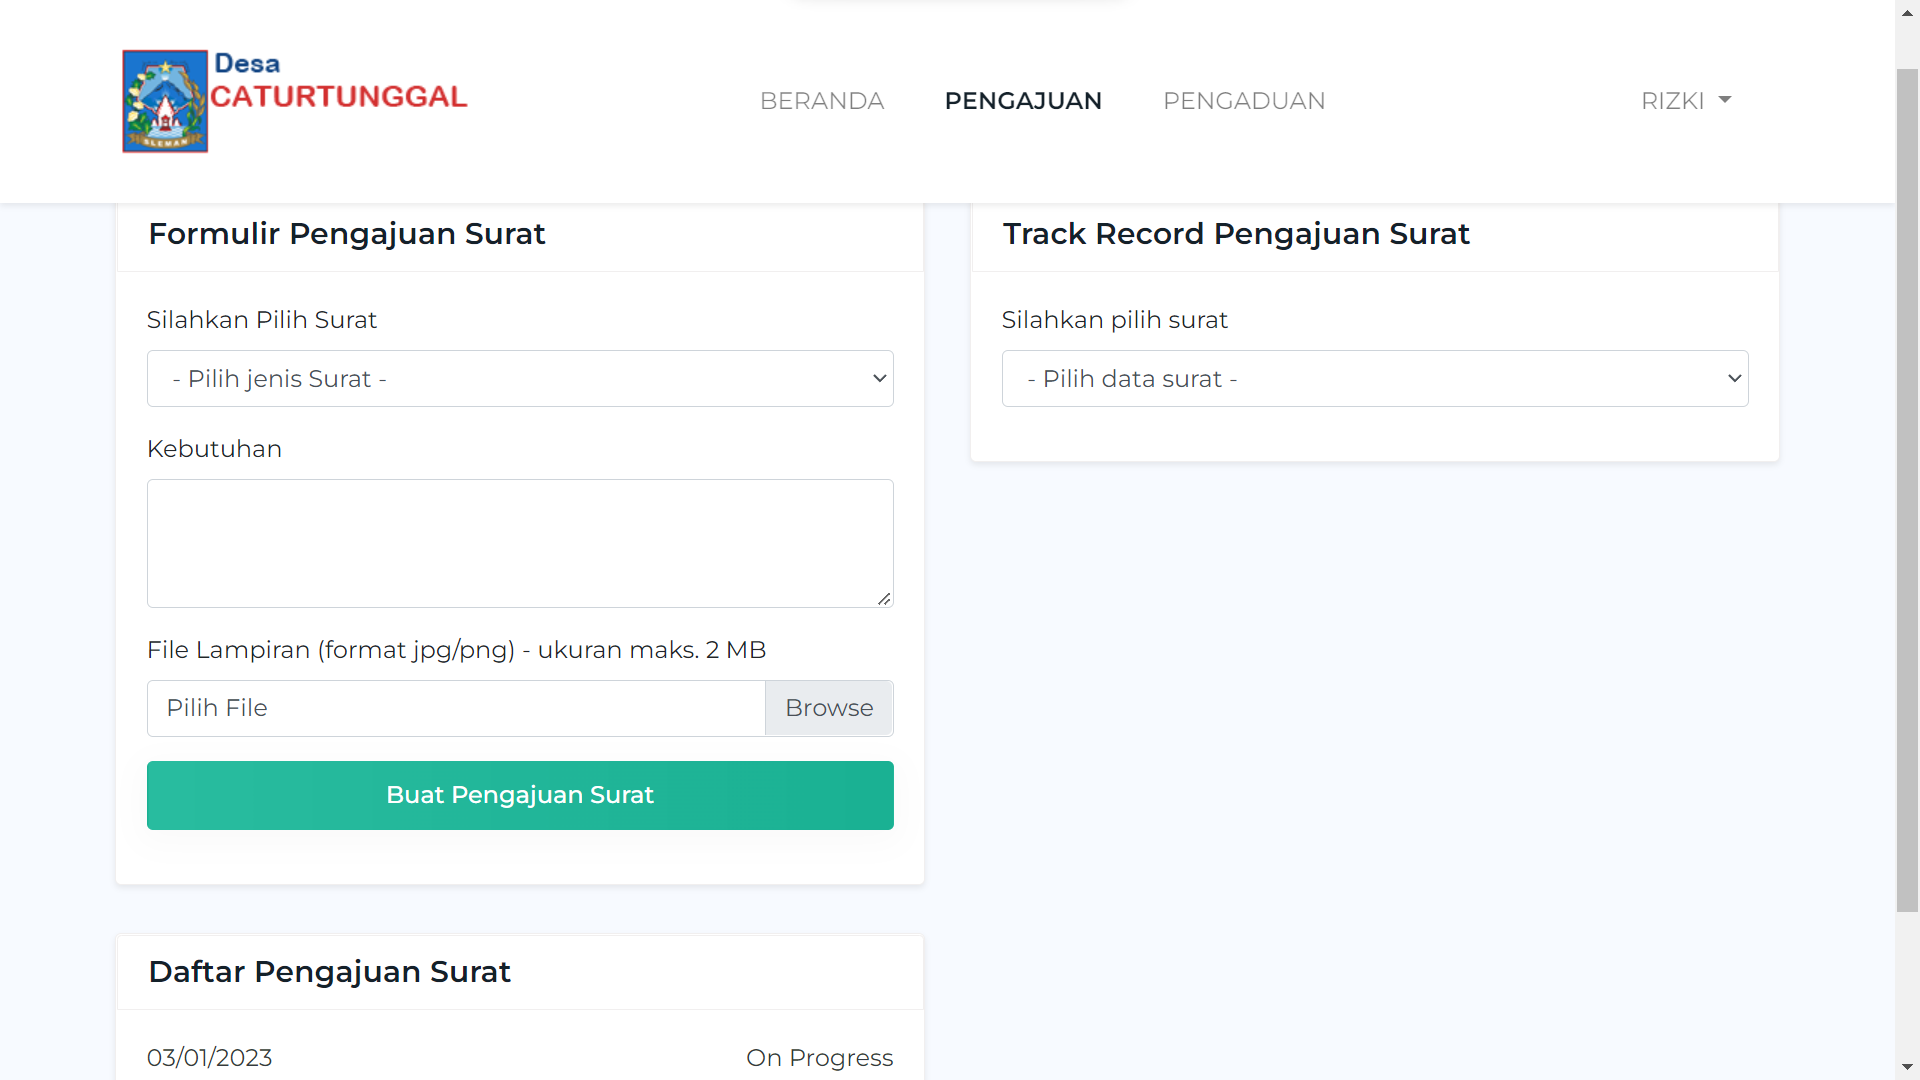 Desa
CATURTUNGGAL
SLEMAN
BERANDA
PENGAJUAN
PENGADUAN
RIZKI
Formulir Pengajuan Surat
Silahkan Pilih Surat
- Pilih jenis Surat -
Kebutuhan
File Lampiran (format jpg/png) - ukuran maks. 2 MB
Pilih File
Browse
Buat Pengajuan Surat
Track Record Pengajuan Surat
Silahkan pilih surat
- Pilih data surat -
Daftar Pengajuan Surat
03/01/2023
On Progress